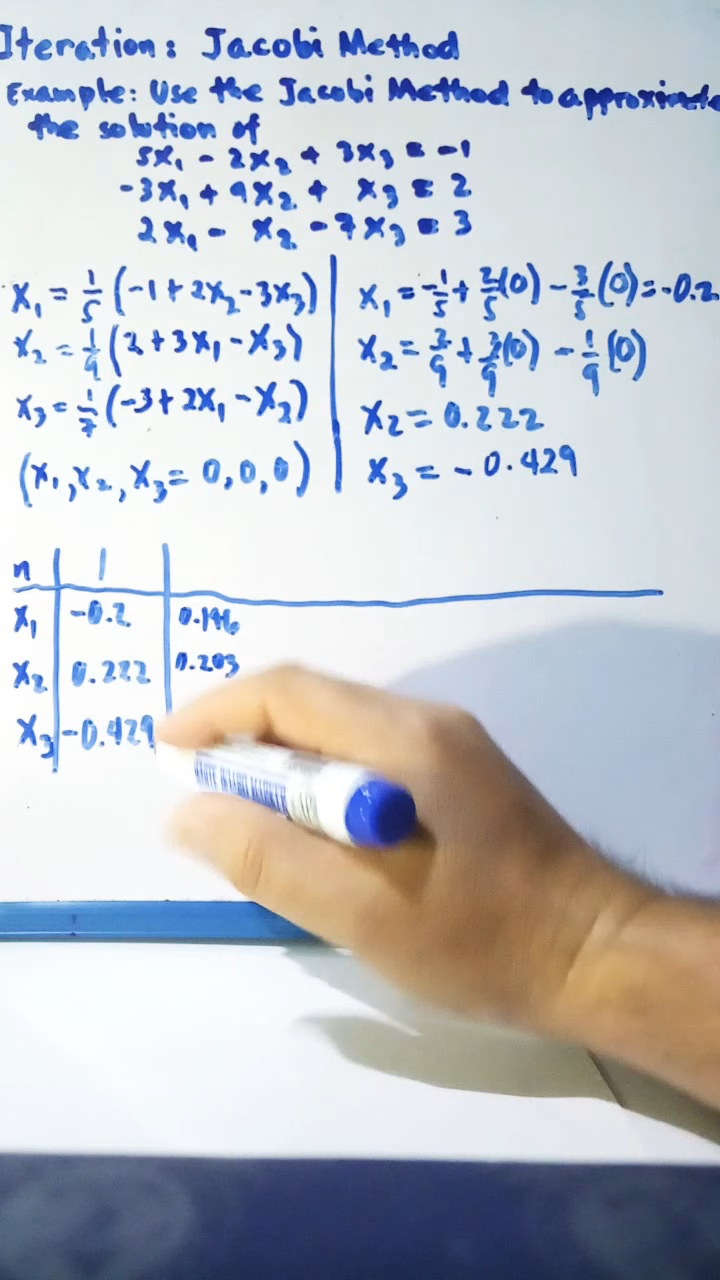 Iteration: Jacobi Method
Example: Use the Jacobi Method to approximate
the solution of
5x₁ - 2x₂ + 3x₃ = -1
-3x₁ + 9x₂ + x₃ = 2
2x₁ - x₂ - 7x₃ = 3
x₁ = 1/5 (-1 + 2x₂ - 3x₃)
x₂ = 1/9 (2 + 3x₁ - x₃)
x₃ = 1/7 (-3 + 2x₁ - x₂)
(x₁, x₂, x₃ = 0, 0, 0)
x₁ = -1/5 + 2/5 (0) - 3/5 (0) = -0.2
x₂ = 2/9 + 3/9 (0) - 1/9 (0)
x₂ = 0.222
x₃ = -0.429
n 1
x₁ -0.2 0.146
x₂ 0.222 0.203
x₃ -0.429